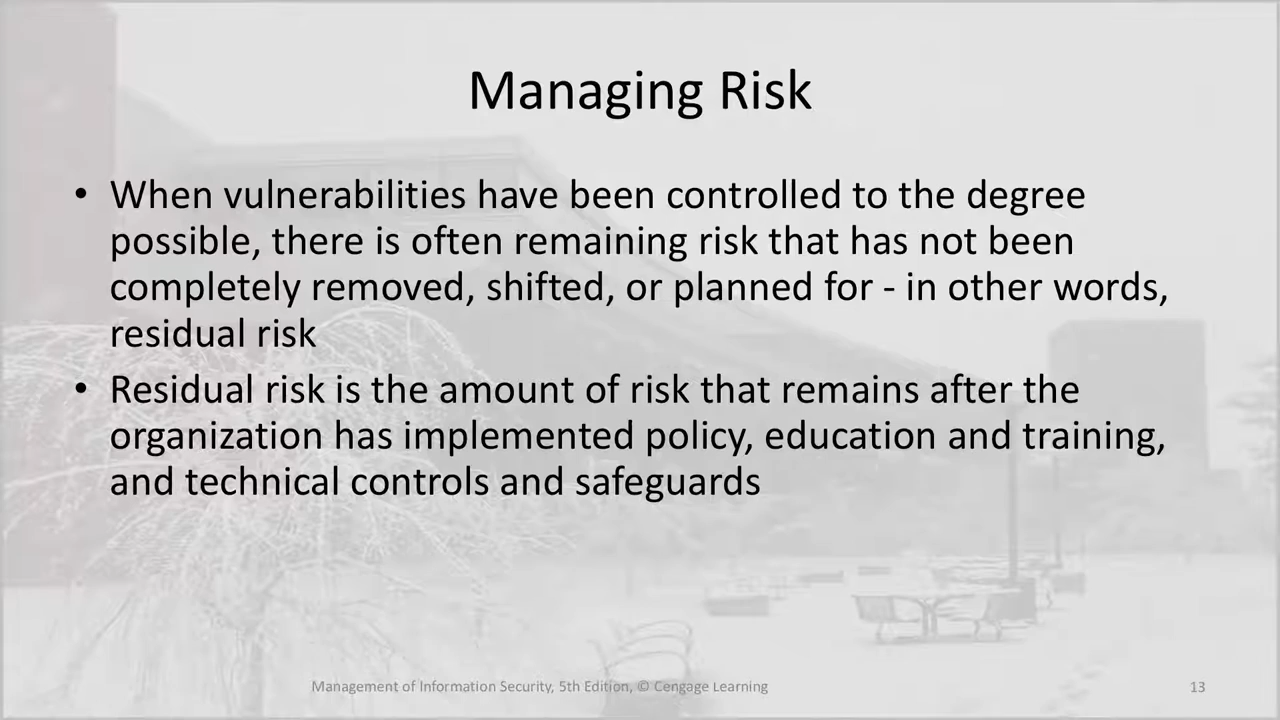 Managing Risk
• When vulnerabilities have been controlled to the degree
possible, there is often remaining risk that has not been
completely removed, shifted, or planned for - in other words,
residual risk
• Residual risk is the amount of risk that remains after the
organization has implemented policy, education and training,
and technical controls and safeguards
Management of Information Security, 5th Edition, © Cengage Learning
13